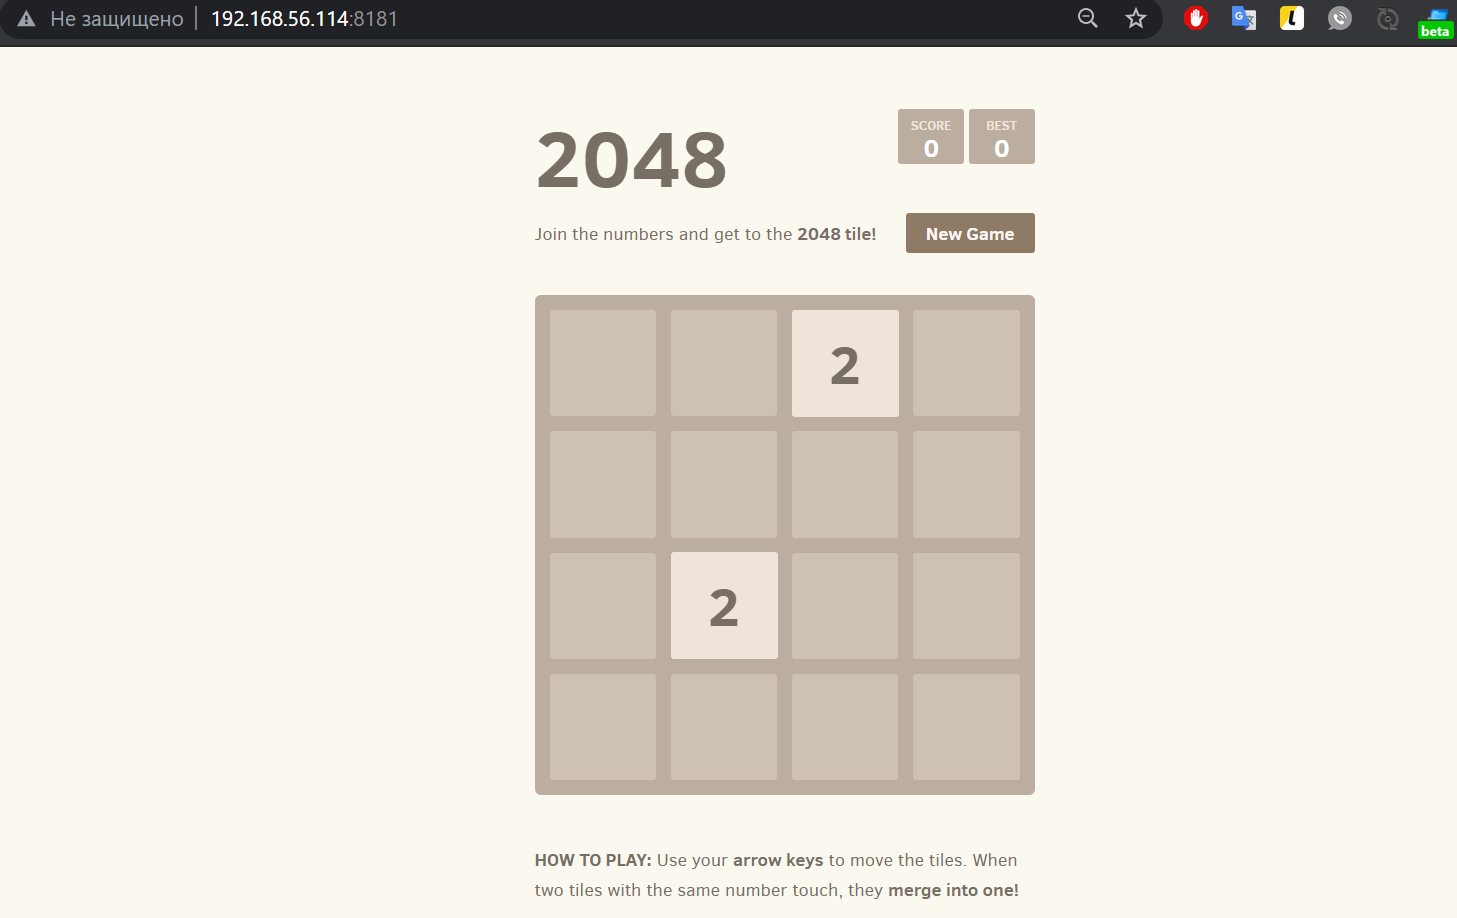 Не защищено 192.168.56.114:8181
beta
2048
SCORE
0
BEST
0
Join the numbers and get to the 2048 tile!
New Game
2
2
HOW TO PLAY: Use your arrow keys to move the tiles. When
two tiles with the same number touch, they merge into one!